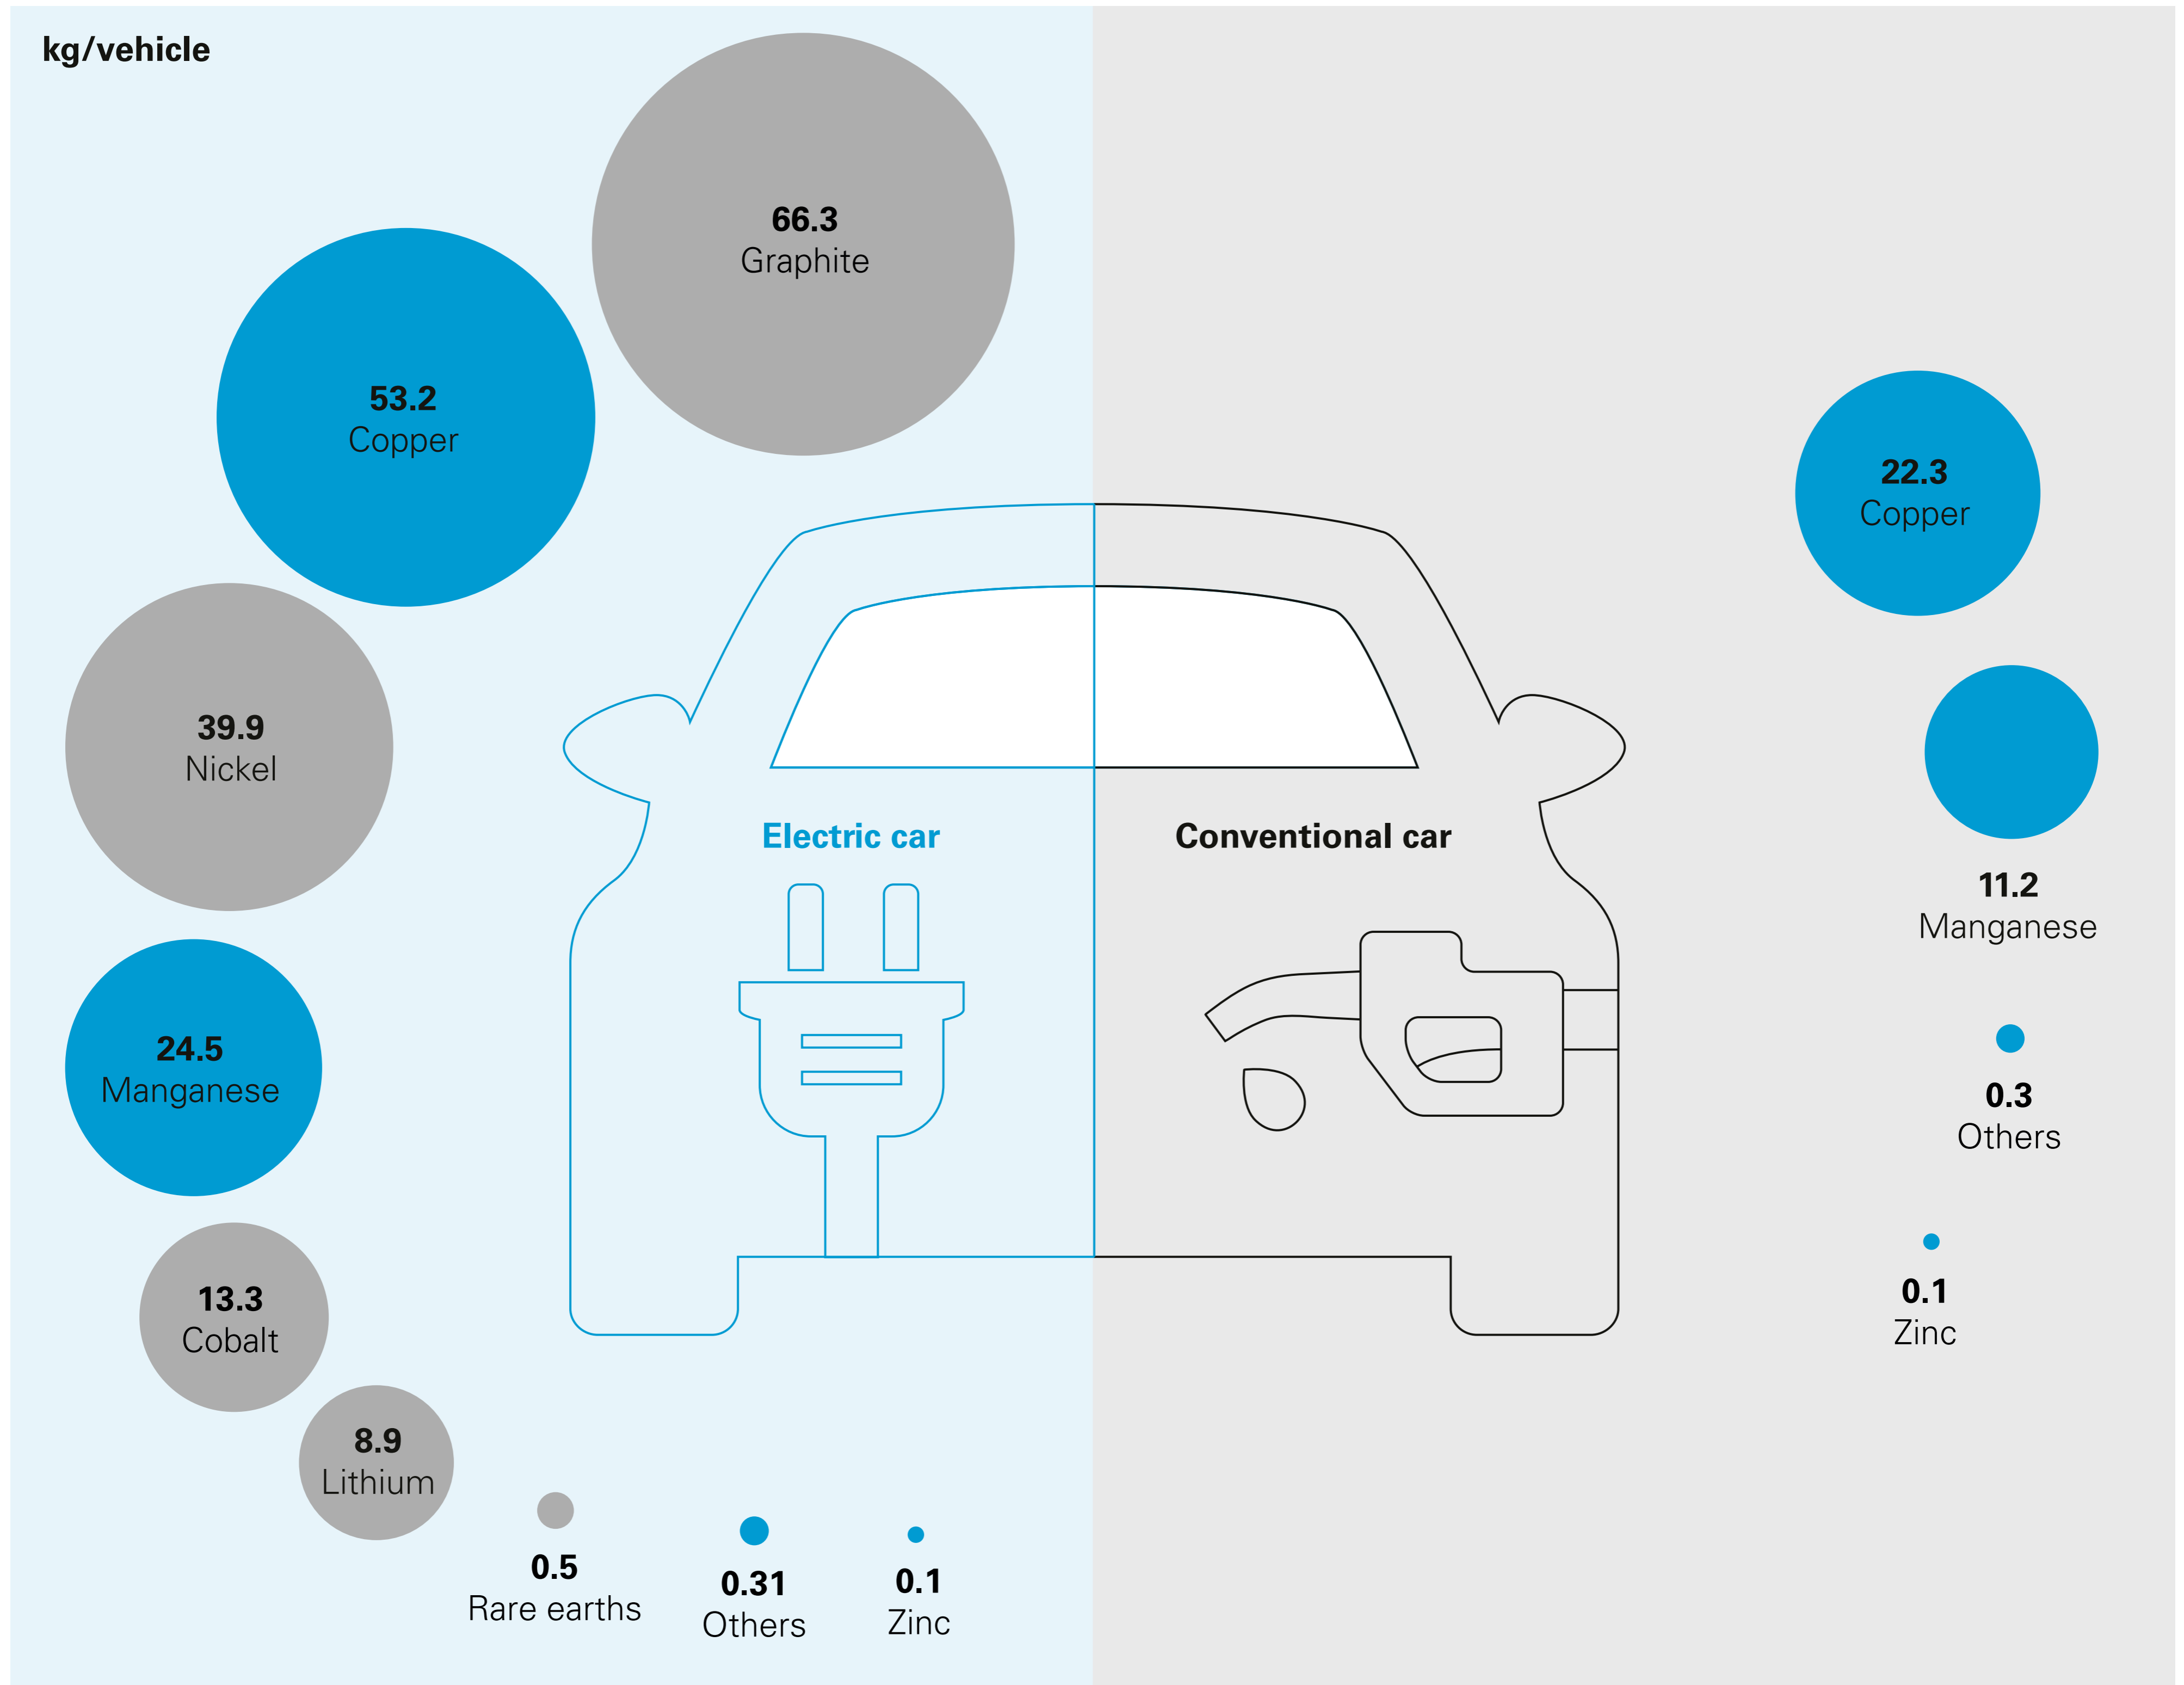 kg/vehicle
66.3
Graphite
53.2
Copper
39.9
Nickel
24.5
Manganese
13.3
Cobalt
8.9
Lithium
0.5
Rare earths
0.31
Others
0.1
Zinc
Electric car
Conventional car
22.3
Copper
11.2
Manganese
0.3
Others
0.1
Zinc